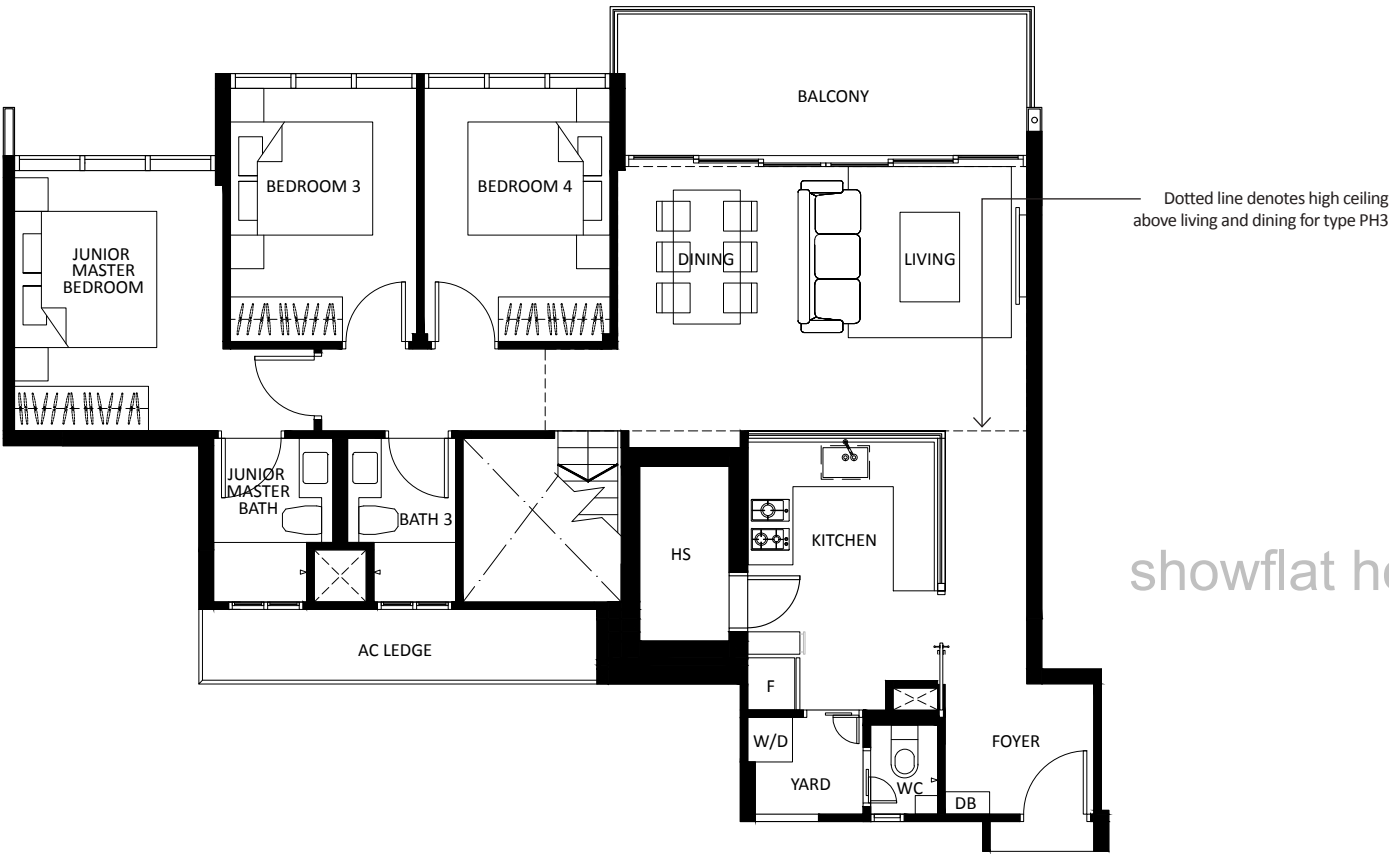 BALCONY
BEDROOM 3
BEDROOM 4
Dotted line denotes high ceiling
above living and dining for type PH3
JUNIOR
MASTER
BEDROOM
DINING
LIVING
JUNIOR
MASTER
BATH
BATH 3
HS
KITCHEN
showflat he
AC LEDGE
F
W/D
FOYER
YARD
WC
DB